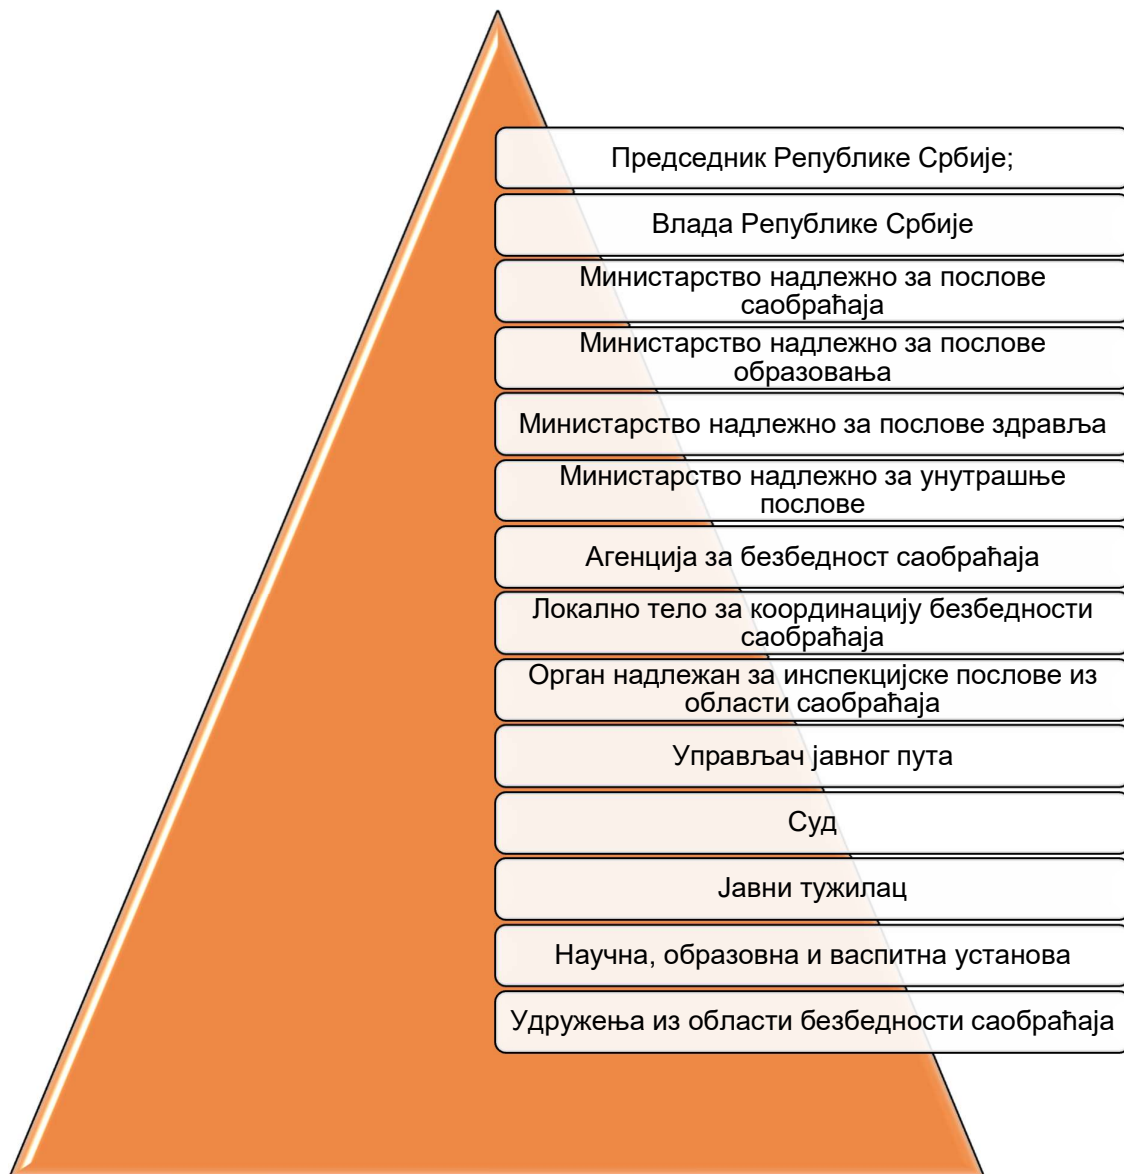 Председник Републике Србије;
Влада Републике Србије
Министарство надлежно за послове
саобраћаја
Министарство надлежно за послове
образовања
Министарство надлежно за послове здравља
Министарство надлежно за унутрашње
послове
Агенција за безбедност саобраћаја
Локално тело за координацију безбедности
саобраћаја
Орган надлежан за инспекцијске послове из
области саобраћаја
Управљач јавног пута
Суд
Јавни тужилац
Научна, образовна и васпитна установа
Удружења из области безбедности саобраћаја